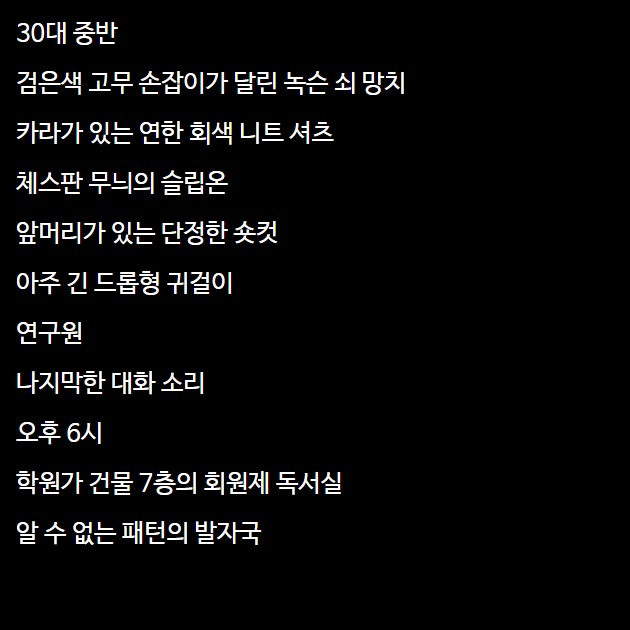 30대 중반
검은색 고무 손잡이가 달린 녹슨 쇠 망치
카라가 있는 연한 회색 니트 셔츠
체스판 무늬의 슬립온
앞머리가 있는 단정한 숏컷
아주 긴 드롭형 귀걸이
연구원
나지막한 대화 소리
오후 6시
학원가 건물 7층의 회원제 독서실
알 수 없는 패턴의 발자국